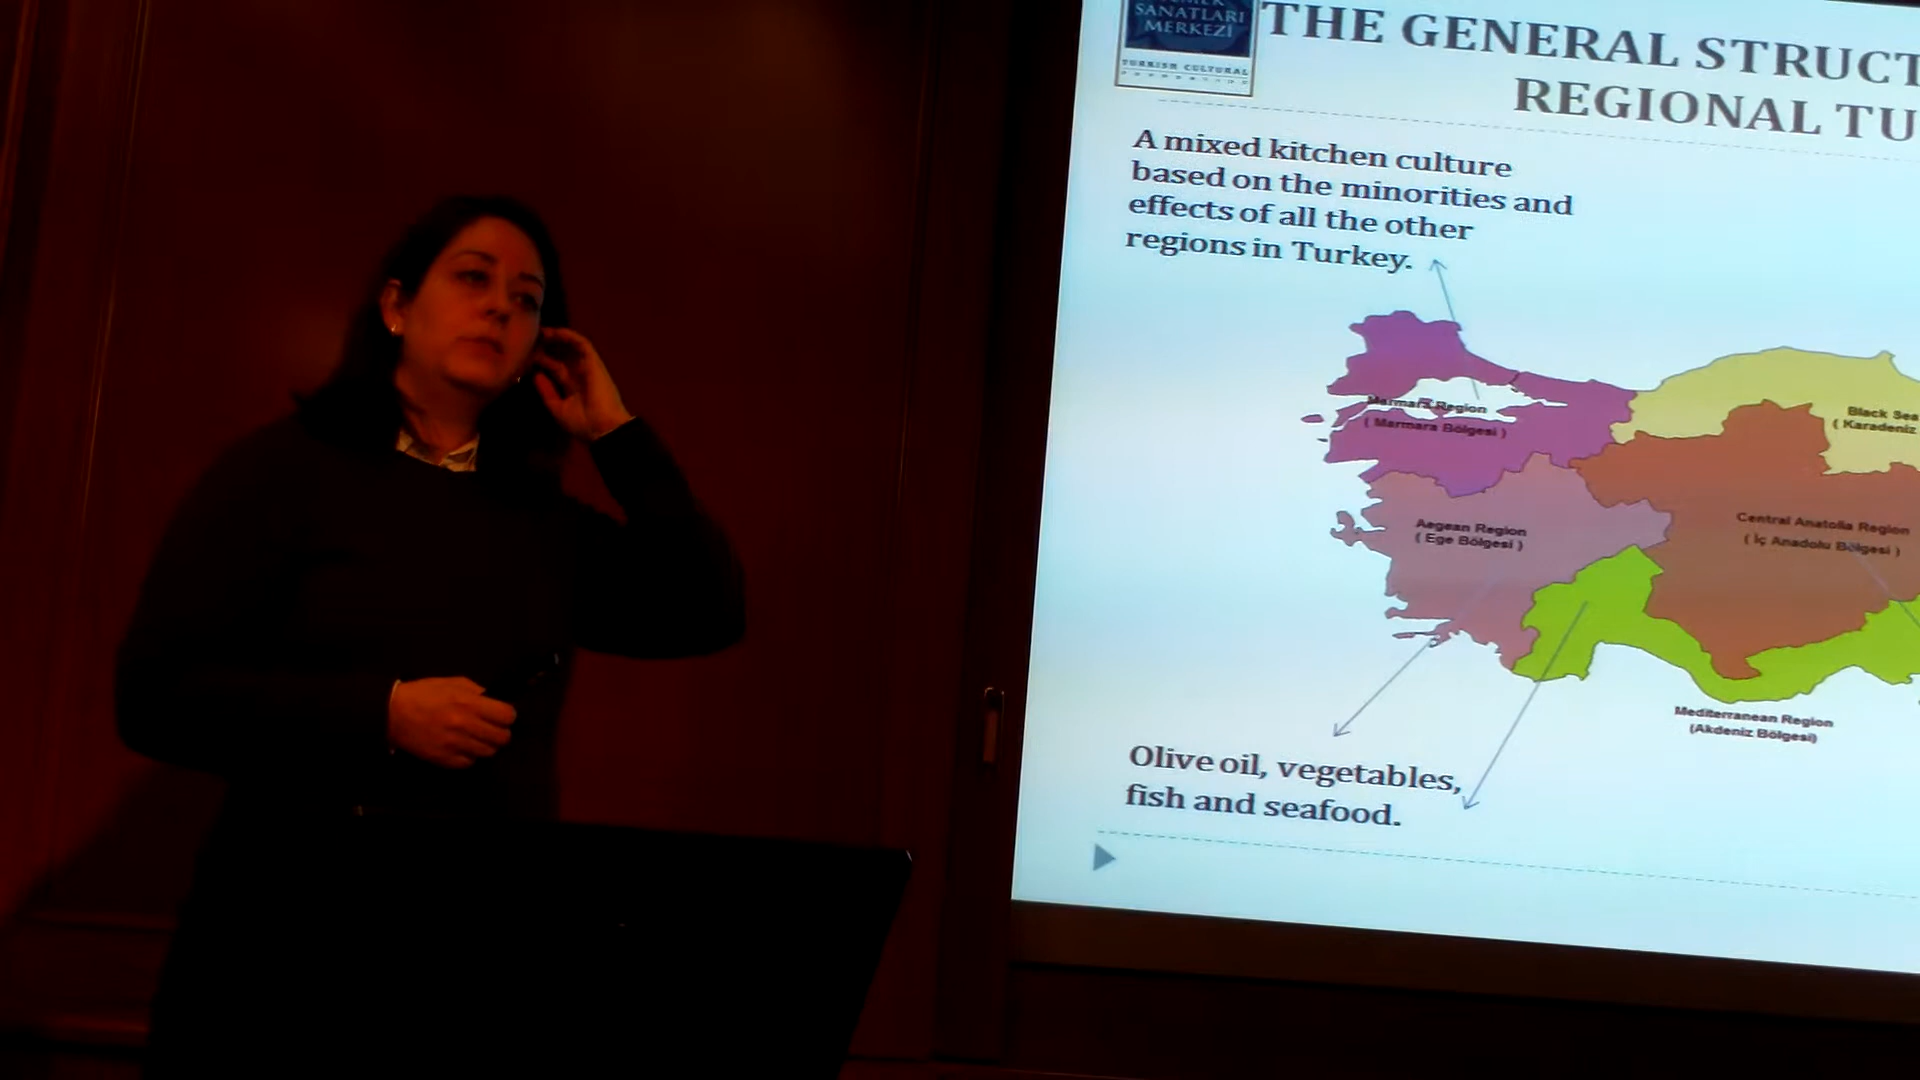 SANATLARI
MERKEZİ
TURKISH CULTURAL
THE GENERAL STRUCT
REGIONAL TU
A mixed kitchen culture
based on the minorities and
effects of all the other
regions in Turkey.
Marmara Region
( Marmara Bölgesi )
Black Sea
( Karadeniz
Aegean Region
( Ege Bölgesi )
Central Anatolia Region
( İç Anadolu Bölgesi )
Mediterranean Region
(Akdeniz Bölgesi)
Olive oil, vegetables,
fish and seafood.